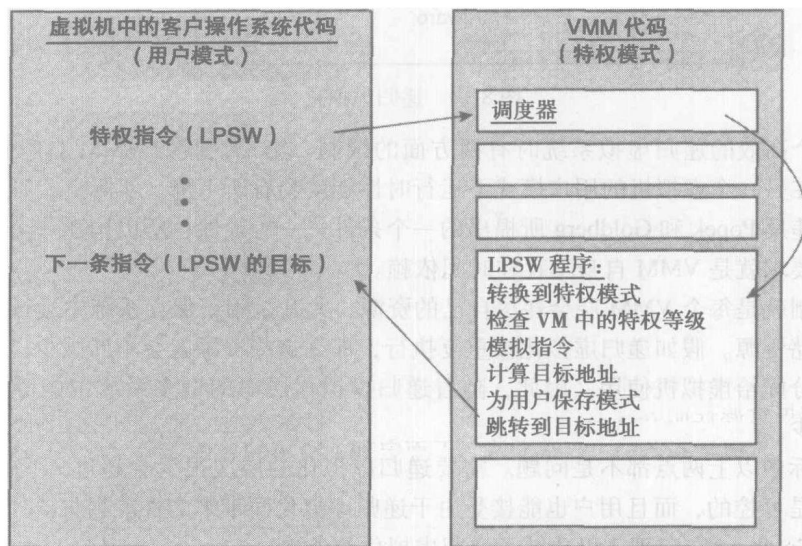 虚拟机中的客户操作系统代码
（用户模式）
特权指令（LPSW）
下一条指令（LPSW 的目标）
VMM 代码
（特权模式）
调度器
LPSW 程序：
转换到特权模式
检查 VM 中的特权等级
模拟指令
计算目标地址
为用户保存模式
跳转到目标地址